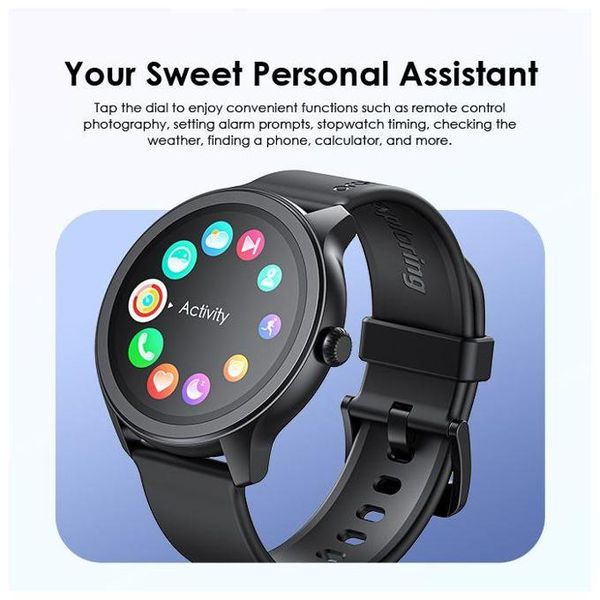 Your Sweet Personal Assistant
Tap the dial to enjoy convenient functions such as remote control
photography, setting alarm prompts, stopwatch timing, checking the
weather, finding a phone, calculator, and more.
Activity